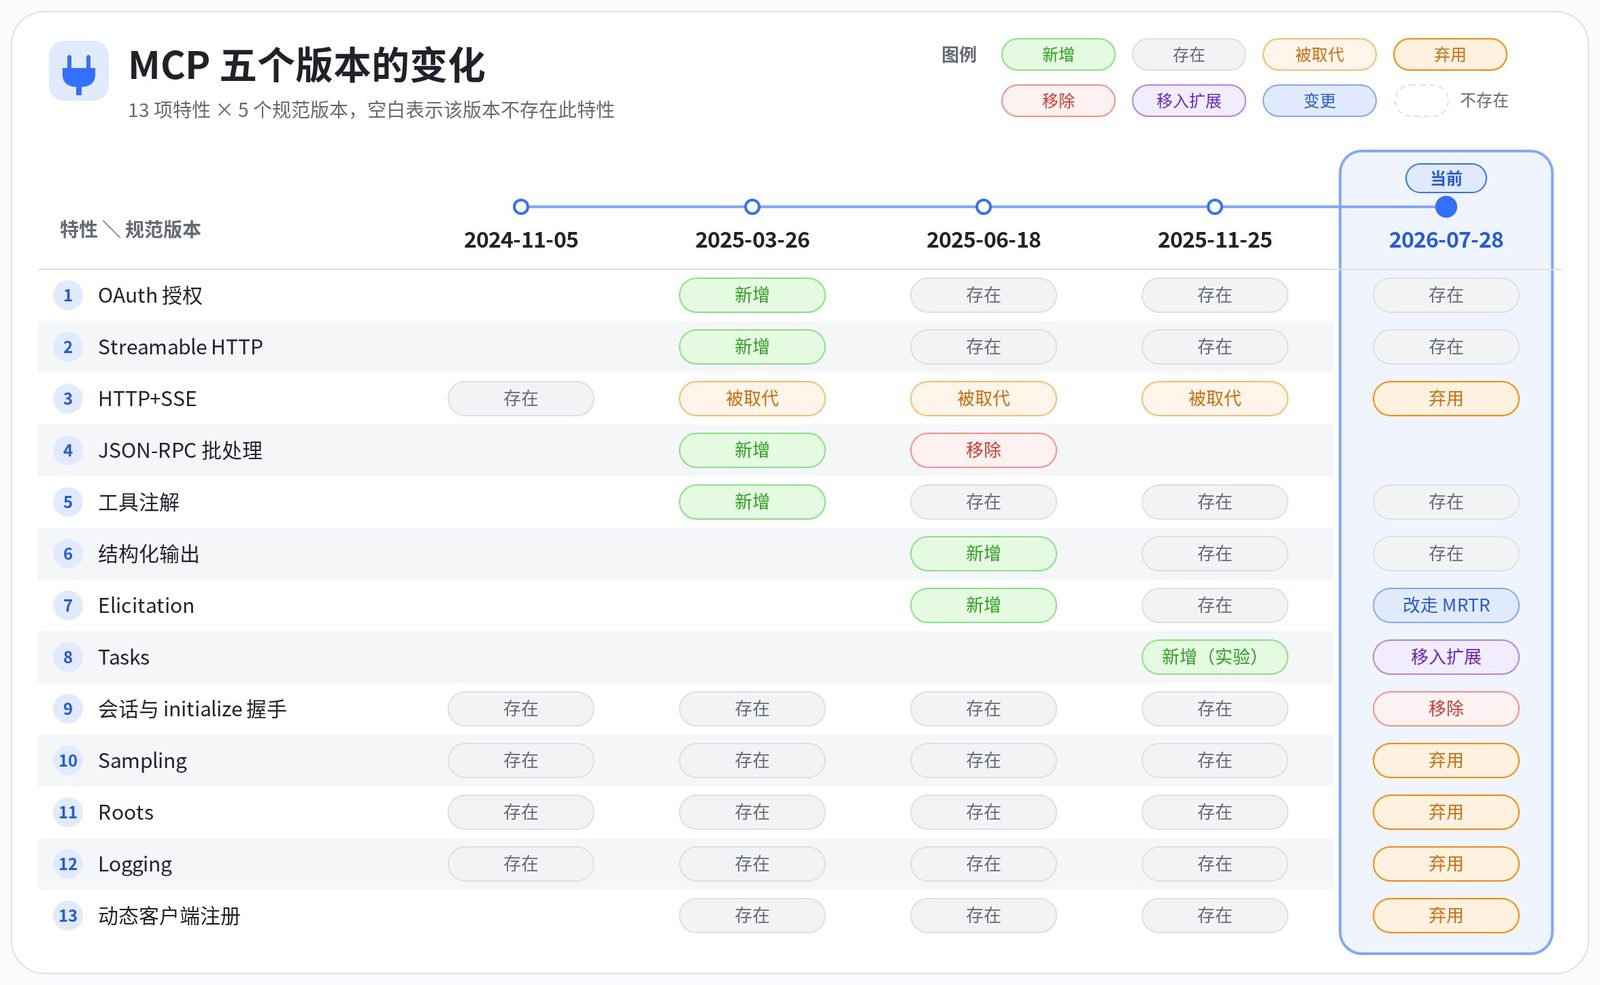 MCP 五个版本的变化
13 项特性 × 5 个规范版本，空白表示该版本不存在此特性
图例 新增 存在 被取代 弃用
移除 移入扩展 变更 不存在
当前
特性 ＼ 规范版本 2024-11-05 2025-03-26 2025-06-18 2025-11-25 2026-07-28
1 OAuth 授权 新增 存在 存在 存在
2 Streamable HTTP 新增 存在 存在 存在
3 HTTP+SSE 存在 被取代 被取代 被取代 弃用
4 JSON-RPC 批处理 新增 移除
5 工具注解 新增 存在 存在 存在
6 结构化输出 新增 存在 存在
7 Elicitation 新增 存在 改走 MRTR
8 Tasks 新增（实验） 移入扩展
9 会话与 initialize 握手 存在 存在 存在 存在 移除
10 Sampling 存在 存在 存在 存在 弃用
11 Roots 存在 存在 存在 存在 弃用
12 Logging 存在 存在 存在 存在 弃用
13 动态客户端注册 存在 存在 存在 弃用